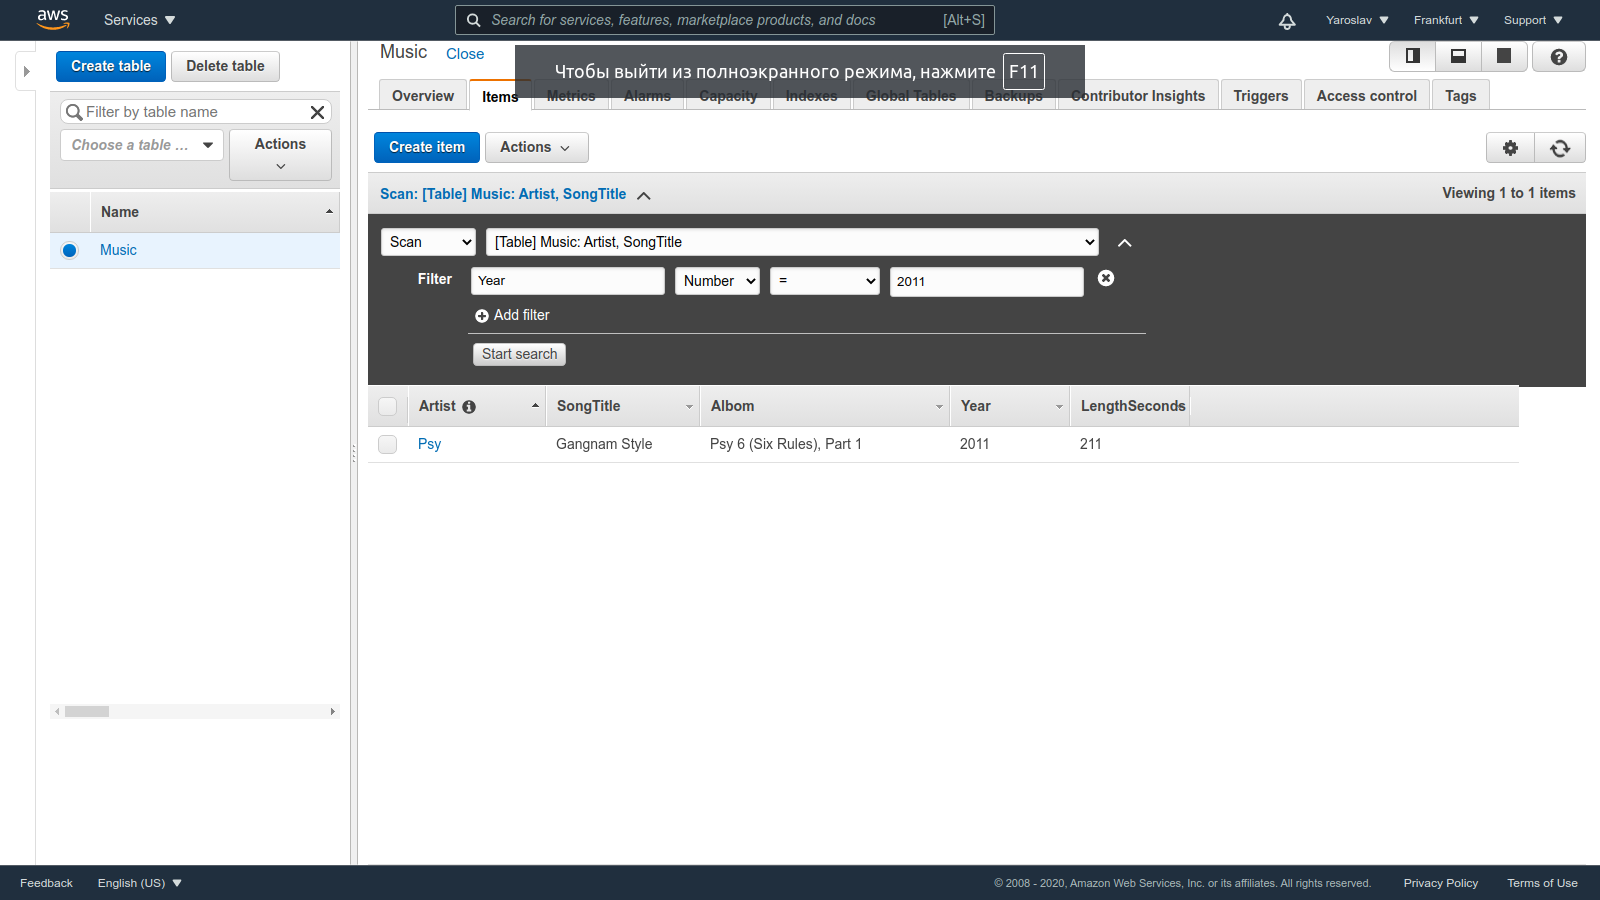 aws Services Search for services, features, marketplace products, and docs [Alt+S] Yaroslav Frankfurt Support
Create table Delete table
Filter by table name
Choose a table ... Actions
Name
Music
Music Close
Чтобы выйти из полноэкранного режима, нажмите F11
Overview Items Metrics Alarms Capacity Indexes Global Tables Backups Contributor Insights Triggers Access control Tags
Create item Actions
Scan: [Table] Music: Artist, SongTitle Viewing 1 to 1 items
Scan [Table] Music: Artist, SongTitle
Filter Year Number = 2011
Add filter
Start search
Artist SongTitle Albom Year LengthSeconds
Psy Gangnam Style Psy 6 (Six Rules), Part 1 2011 211
Feedback English (US) © 2008 - 2020, Amazon Web Services, Inc. or its affiliates. All rights reserved. Privacy Policy Terms of Use